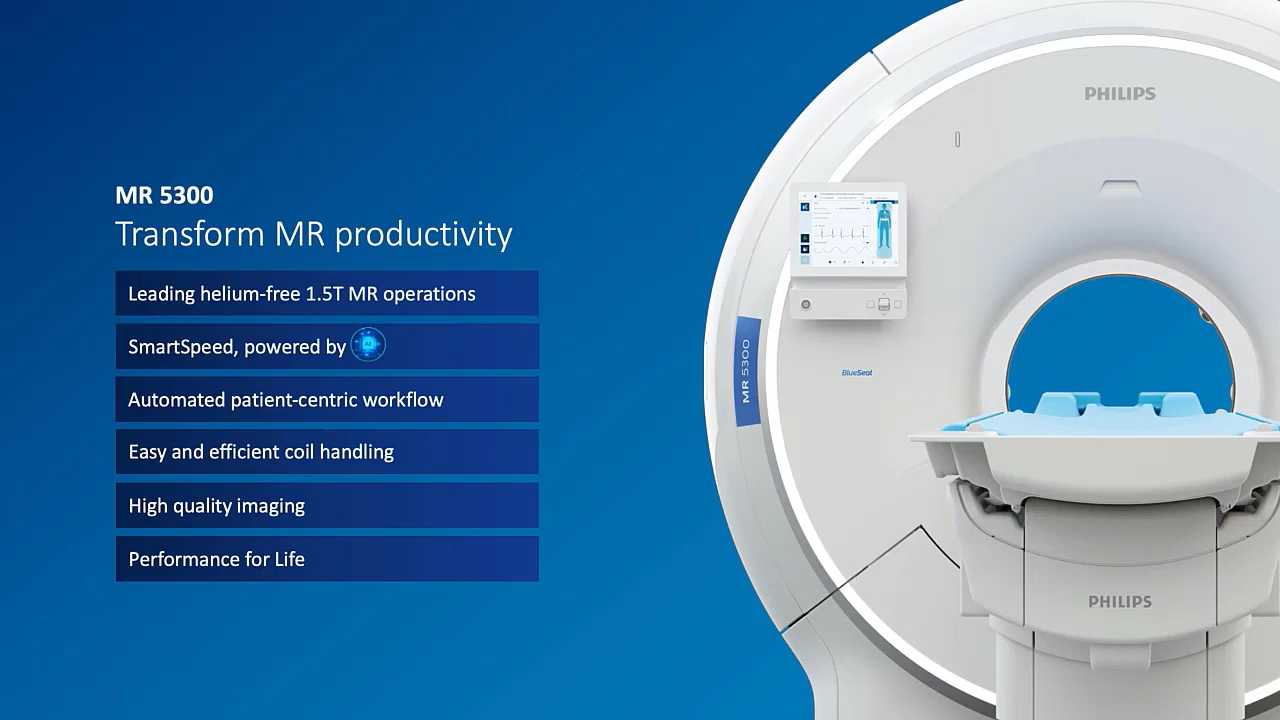 MR 5300
Transform MR productivity
Leading helium-free 1.5T MR operations
SmartSpeed, powered by AI
Automated patient-centric workflow
Easy and efficient coil handling
High quality imaging
Performance for Life
PHILIPS
MR 5300
BlueSeal
PHILIPS